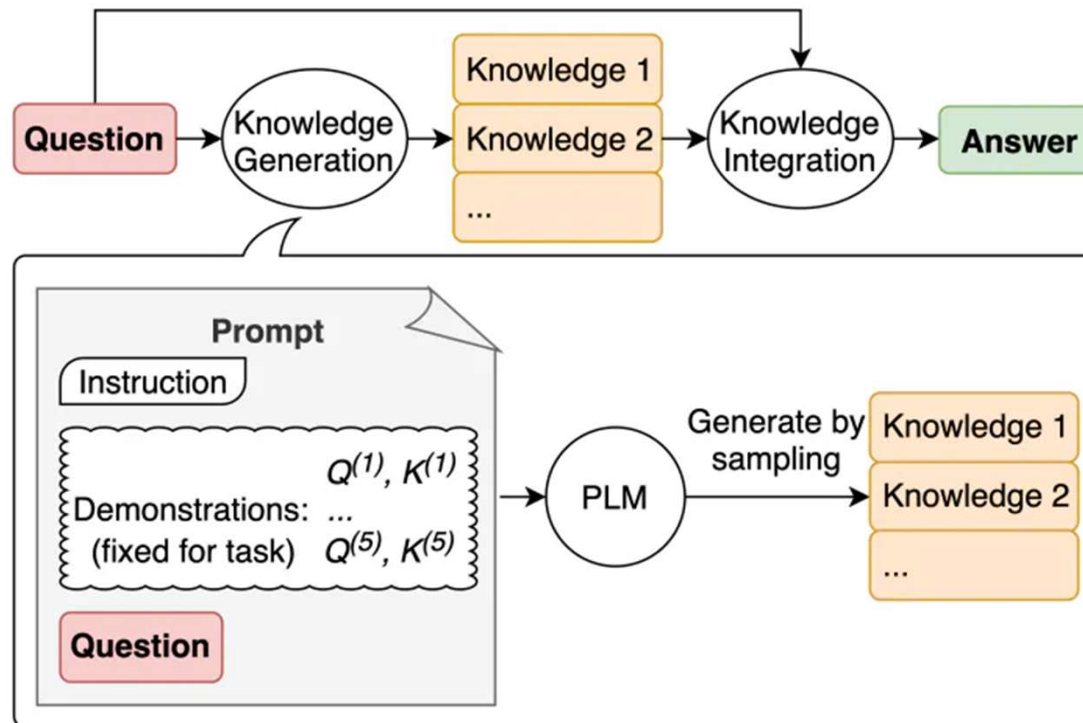 Question
Knowledge
Generation
Knowledge 1
Knowledge 2
...
Knowledge
Integration
Answer
Prompt
Instruction
Q(1), K(1)
Demonstrations: ...
(fixed for task) Q(5), K(5)
Question
PLM
Generate by
sampling
Knowledge 1
Knowledge 2
...